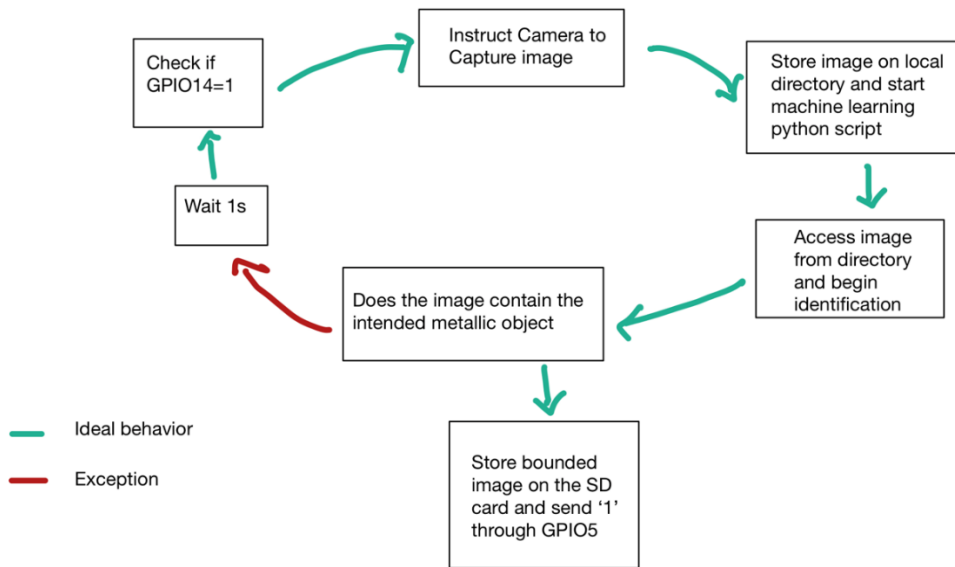 Check if
GPIO14=1
Instruct Camera to
Capture image
Store image on local
directory and start
machine learning
python script
Access image
from directory
and begin
identification
Does the image contain the
intended metallic object
Wait 1s
Store bounded
image on the SD
card and send ‘1’
through GPIO5
Ideal behavior
Exception